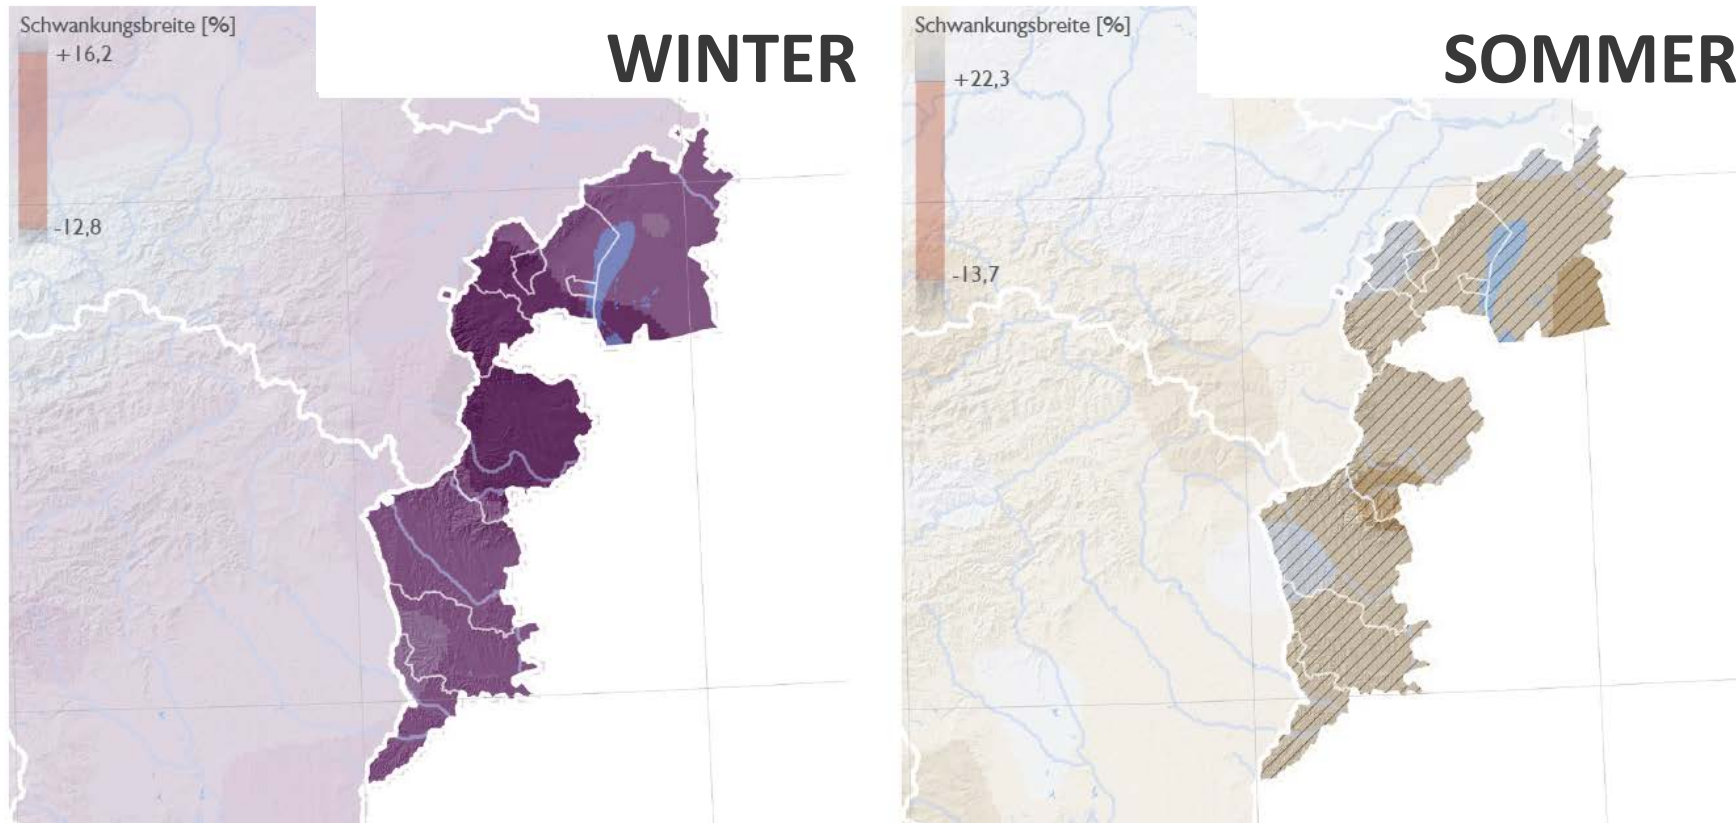 Schwankungsbreite [%]
+16,2
-12,8
WINTER
Schwankungsbreite [%]
+22,3
-13,7
SOMMER